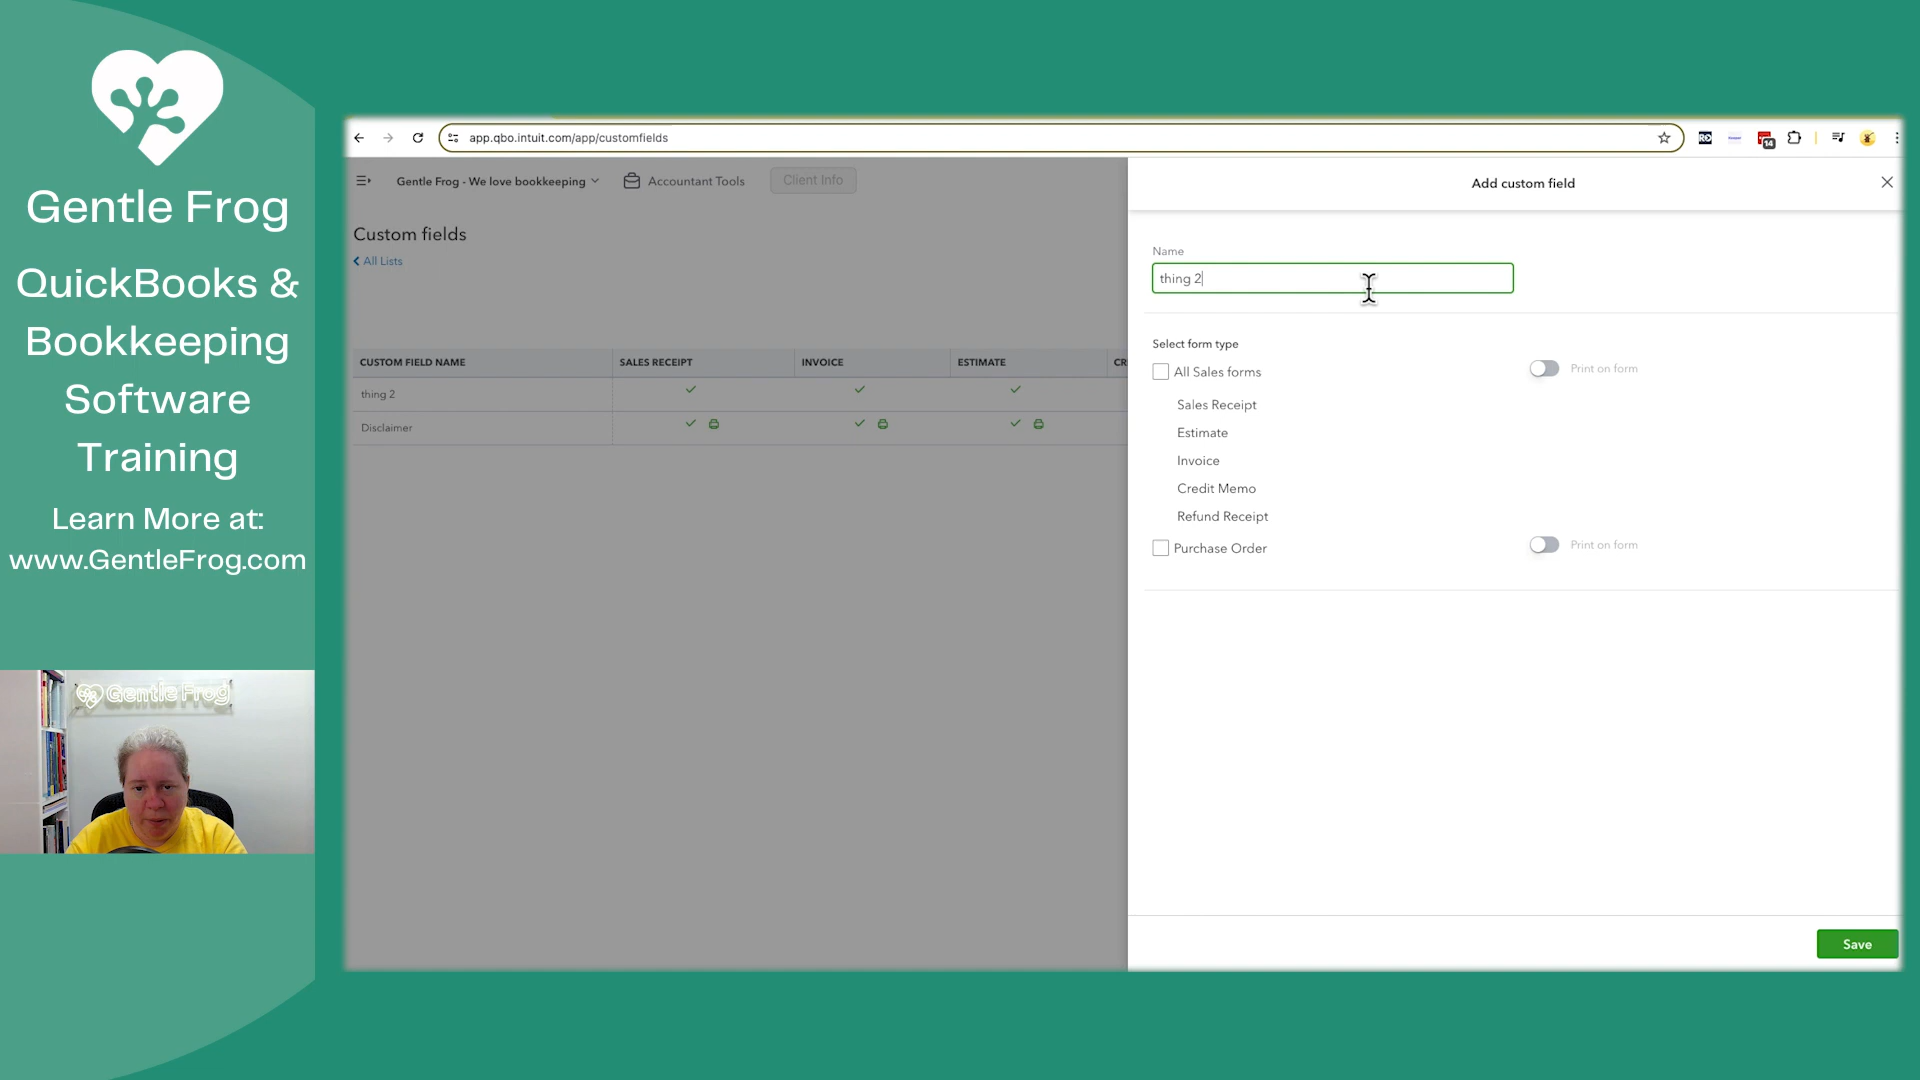 Gentle Frog
QuickBooks &
Bookkeeping
Software
Training
Learn More at:
www.GentleFrog.com
Gentle Frog
app.qbo.intuit.com/app/customfields
14
Gentle Frog - We love bookkeeping
Accountant Tools
Client Info
Custom fields
All Lists
CUSTOM FIELD NAME SALES RECEIPT INVOICE ESTIMATE CR
thing 2
Disclaimer
Add custom field
Name
thing 2
Select form type
All Sales forms Print on form
Sales Receipt
Estimate
Invoice
Credit Memo
Refund Receipt
Purchase Order Print on form
Save